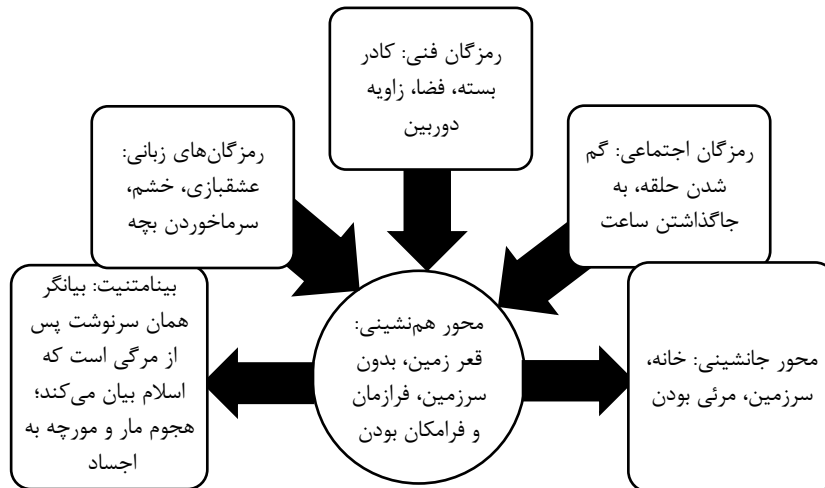 رمزگان فنی: کادر
بسته، فضا، زاویه
دوربین
رمزگان اجتماعی: گم
شدن حلقه، به
جاگذاشتن ساعت
رمزگان‌های زبانی:
عشقبازی، خشم،
سرماخوردن بچه
محور جانشینی: خانه،
سرزمین، مرئی بودن
محور هم‌نشینی:
قعر زمین، بدون
سرزمین، فرازمان
و فرامکان بودن
بینامتنیت: بیانگر
همان سرنوشت پس
از مرگی است که
اسلام بیان می‌کند؛
هجوم مار و مورچه به
اجساد